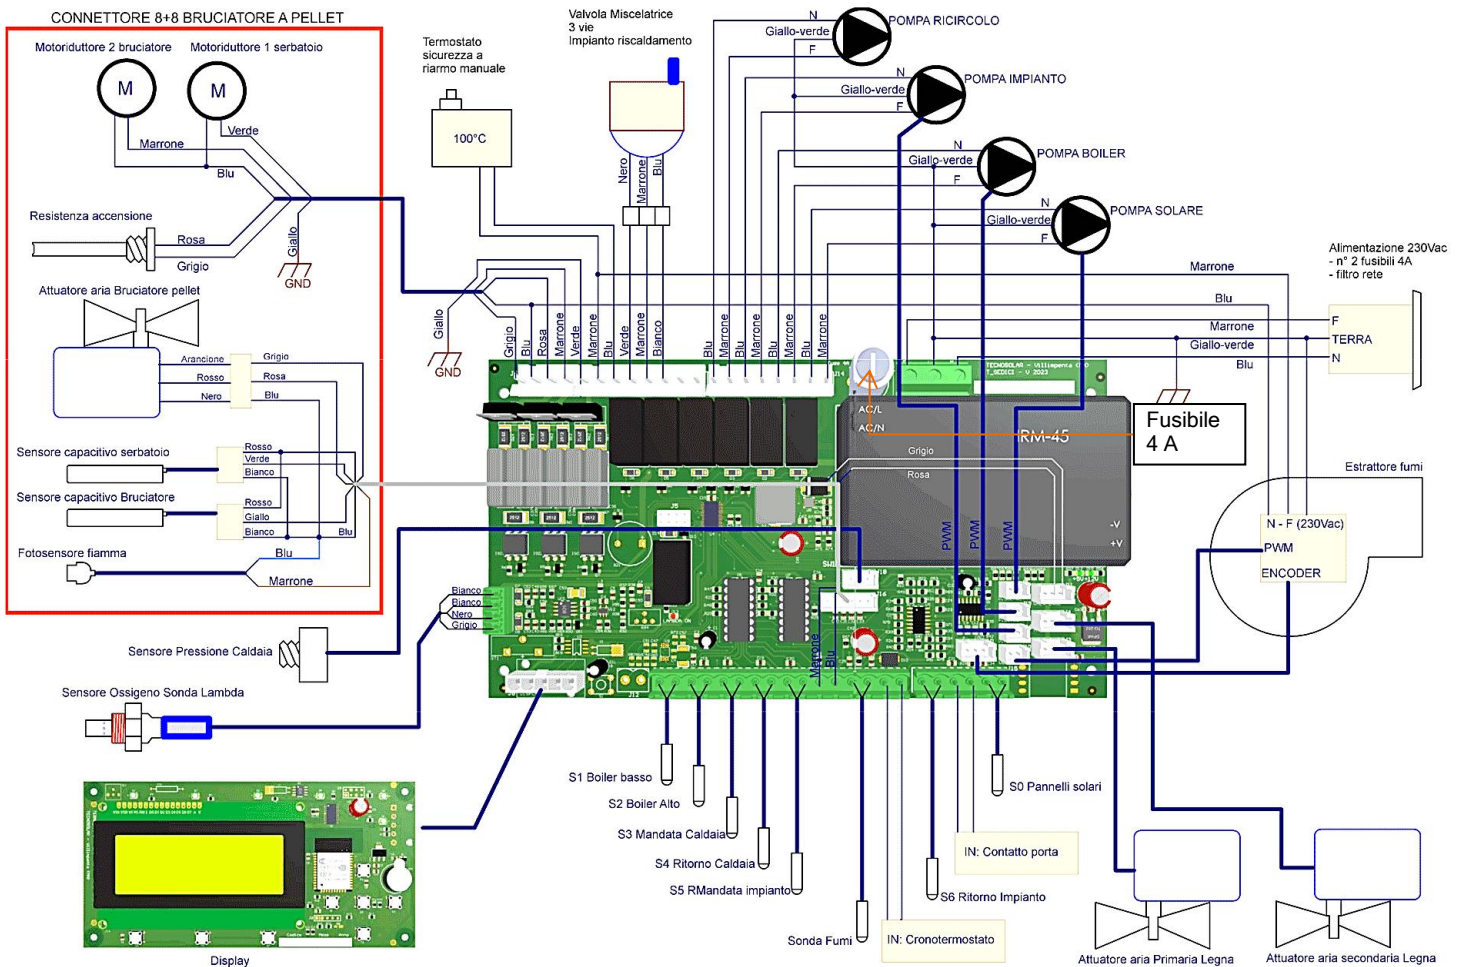 CONNETTORE 8+8 BRUCIATORE A PELLET
Motoriduttore 2 bruciatore
Motoriduttore 1 serbatoio
M
M
Verde
Marrone
Blu
Resistenza accensione
Rosa
Grigio
Giallo
GND
Attuatore aria Bruciatore pellet
Arancione
Rosso
Nero
Grigio
Rosa
Blu
Sensore capacitivo serbatoio
Rosso
Verde
Bianco
Sensore capacitivo Bruciatore
Rosso
Giallo
Bianco
Blu
Fotosensore fiamma
Blu
Marrone
Termostato
sicurezza a
riarmo manuale
100°C
Valvola Miscelatrice
3 vie
Impianto riscaldamento
Nero
Marrone
Blu
N
Giallo-verde
F
POMPA RICIRCOLO
N
Giallo-verde
F
POMPA IMPIANTO
N
Giallo-verde
F
POMPA BOILER
N
Giallo-verde
F
POMPA SOLARE
Alimentazione 230Vac
- n° 2 fusibili 4A
- filtro rete
Marrone
Blu
Marrone
Giallo-verde
Blu
F
TERRA
N
Giallo
GND
Grigio
Blu
Rosa
Marrone
Verde
Marrone
Blu
Verde
Marrone
Bianco
Blu
Marrone
Blu
Marrone
Blu
Marrone
Blu
Marrone
J14
TECNOSOLAR - Villimpenta
T_SEDICI - V 2023
AC/L
AC/N
IRM-45
Fusibile
4 A
Grigio
Rosa
PWM
PWM
PWM
-V
+V
J5
J16
J12
Estrattore fumi
N - F (230Vac)
PWM
ENCODER
Bianco
Bianco
Nero
Grigio
Marrone
Blu
Sensore Pressione Caldaia
Sensore Ossigeno Sonda Lambda
Display
S1 Boiler basso
S2 Boiler Alto
S3 Mandata Caldaia
S4 Ritorno Caldaia
S5 RMandata impianto
Sonda Fumi
IN: Cronotermostato
S6 Ritorno Impianto
IN: Contatto porta
S0 Pannelli solari
Attuatore aria Primaria Legna
Attuatore aria secondaria Legna